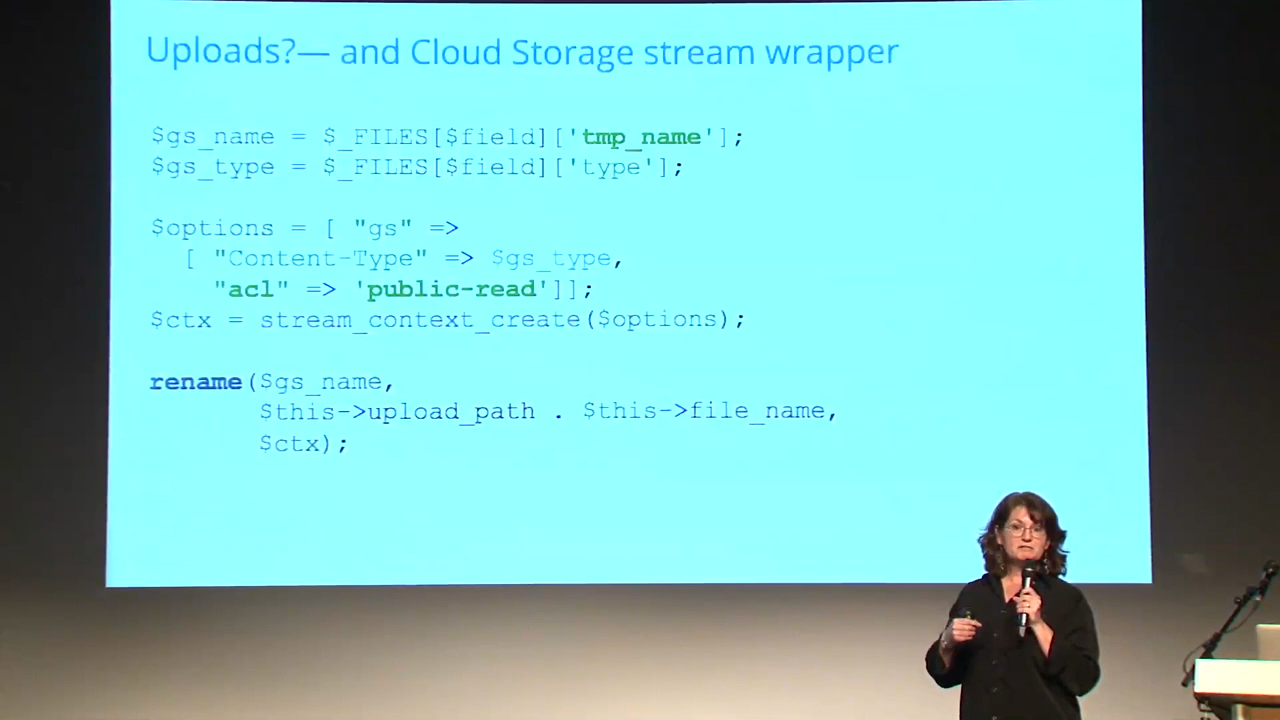 Uploads?— and Cloud Storage stream wrapper
$gs_name = $_FILES[$field]['tmp_name'];
$gs_type = $_FILES[$field]['type'];
$options = [ "gs" =>
[ "Content-Type" => $gs_type,
"acl" => 'public-read']];
$ctx = stream_context_create($options);
rename($gs_name,
$this->upload_path . $this->file_name,
$ctx);